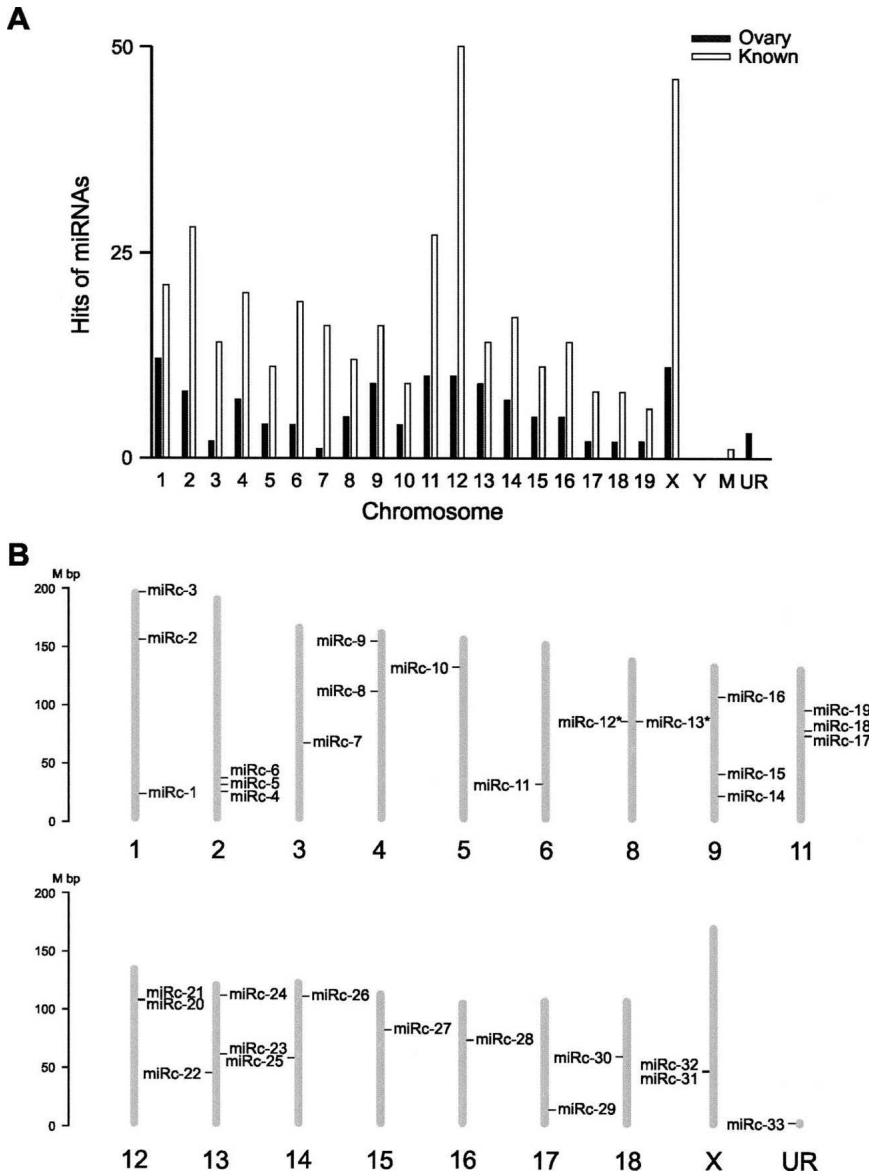 A
Ovary
Known
50
25
0
Hits of miRNAs
1 2 3 4 5 6 7 8 9 10 11 12 13 14 15 16 17 18 19 X Y M UR
Chromosome
B
M bp
200
150
100
50
0
miRc-3
miRc-2
miRc-1
miRc-6
miRc-5
miRc-4
miRc-7
miRc-9
miRc-8
miRc-10
miRc-11
miRc-12*
miRc-13*
miRc-16
miRc-15
miRc-14
miRc-19
miRc-18
miRc-17
1 2 3 4 5 6 8 9 11
M bp
200
150
100
50
0
miRc-21
miRc-20
miRc-22
miRc-24
miRc-23
miRc-25
miRc-26
miRc-27
miRc-28
miRc-29
miRc-30
miRc-32
miRc-31
miRc-33
12 13 14 15 16 17 18 X UR